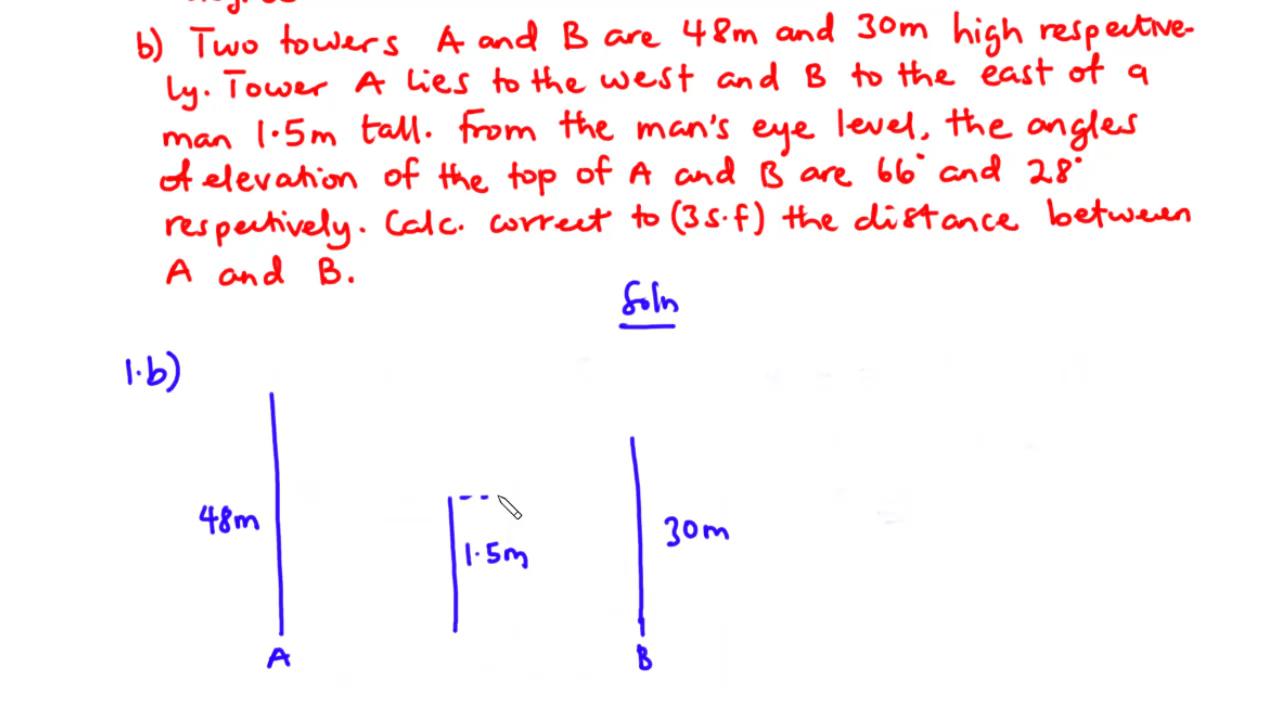 degree
b) Two towers A and B are 48m and 30m high respective-
ly. Tower A lies to the west and B to the east of a
man 1.5m tall. From the man's eye level, the angles
of elevation of the top of A and B are 66° and 28°
respectively. Calc. correct to (3 s.f) the distance between
A and B.
Soln
1.b)
48m
1.5m
30m
A
B